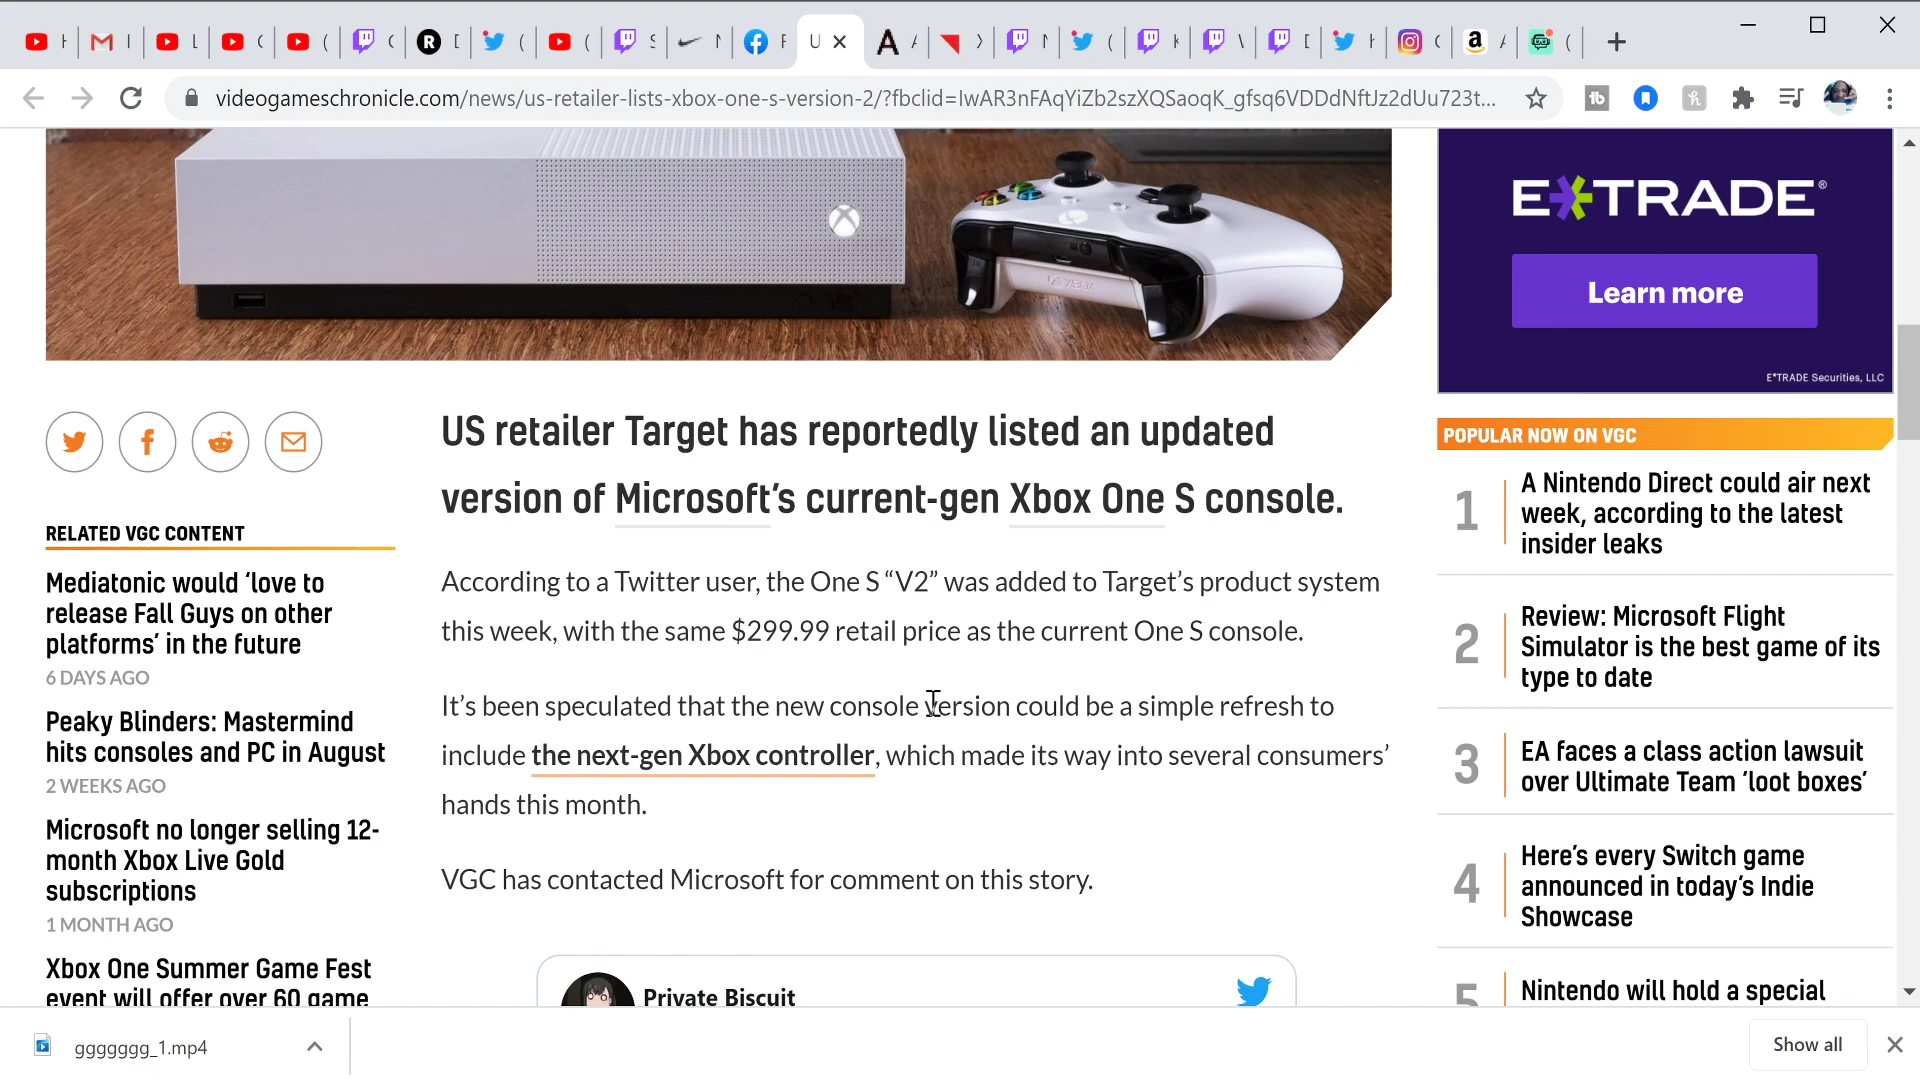 videogameschronicle.com/news/us-retailer-lists-xbox-one-s-version-2/?fbclid=IwAR3nFAqYiZb2szXQSaoqK_gfsq6VDDdNftJz2dUu723t...
E*TRADE®
Learn more
E*TRADE Securities, LLC
US retailer Target has reportedly listed an updated
version of Microsoft's current-gen Xbox One S console.
According to a Twitter user, the One S “V2” was added to Target’s product system
this week, with the same $299.99 retail price as the current One S console.
It’s been speculated that the new console version could be a simple refresh to
include the next-gen Xbox controller, which made its way into several consumers’
hands this month.
VGC has contacted Microsoft for comment on this story.
Private Biscuit
RELATED VGC CONTENT
Mediatonic would ‘love to
release Fall Guys on other
platforms’ in the future
6 DAYS AGO
Peaky Blinders: Mastermind
hits consoles and PC in August
2 WEEKS AGO
Microsoft no longer selling 12-
month Xbox Live Gold
subscriptions
1 MONTH AGO
Xbox One Summer Game Fest
event will offer over 60 game
POPULAR NOW ON VGC
1
A Nintendo Direct could air next
week, according to the latest
insider leaks
2
Review: Microsoft Flight
Simulator is the best game of its
type to date
3
EA faces a class action lawsuit
over Ultimate Team ‘loot boxes’
4
Here’s every Switch game
announced in today’s Indie
Showcase
5
Nintendo will hold a special
ggggggg_1.mp4
Show all